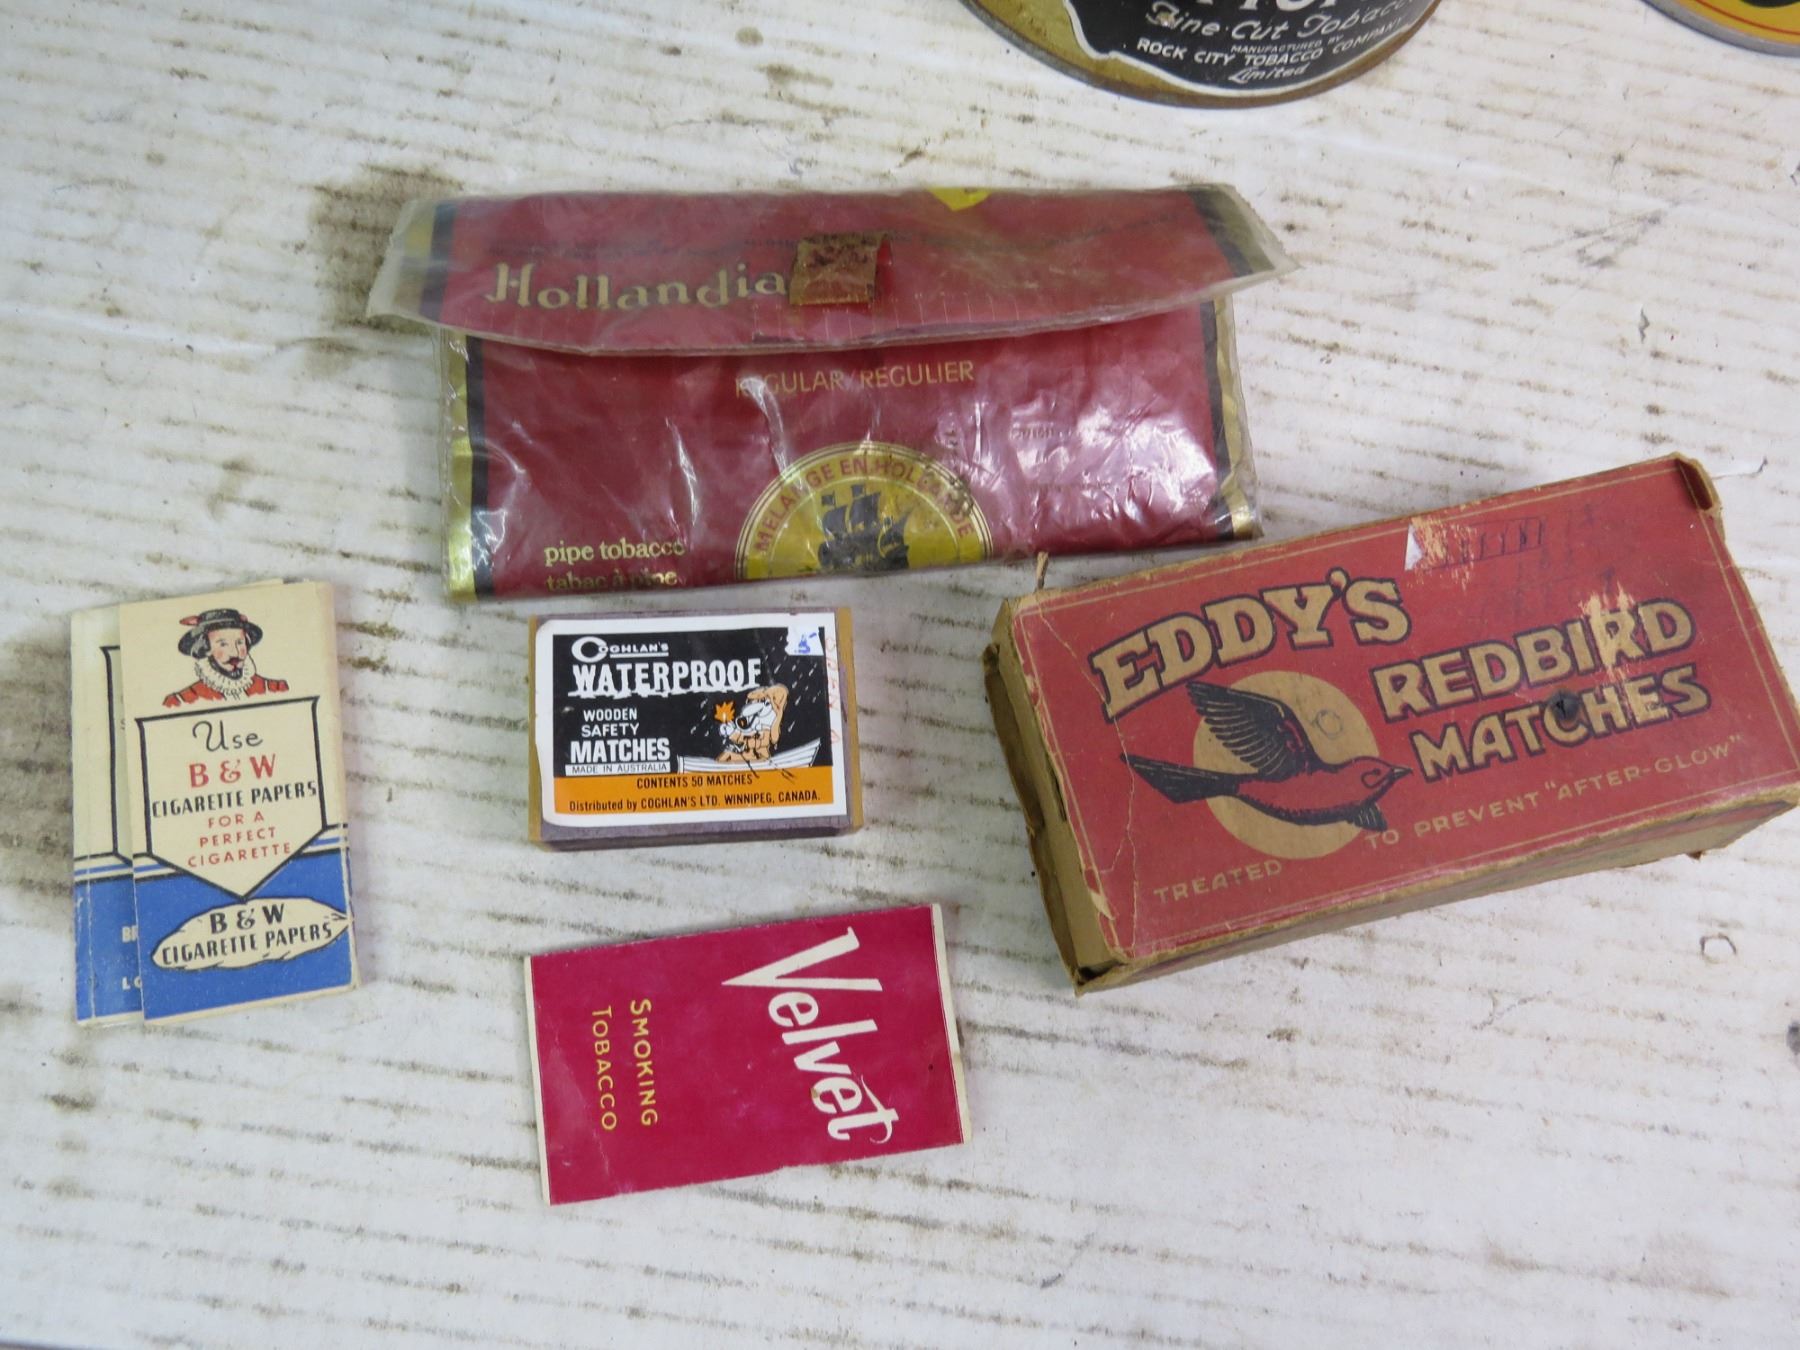 Fine Cut Tobacco
MANUFACTURED BY
ROCK CITY TOBACCO COMPANY
Limited
Hollandia
REGULAR/REGULIER
MELANGE EN HOLLANDE
pipe tobacco
tabac à pipe
EDDY'S
REDBIRD
MATCHES
TREATED TO PREVENT "AFTER-GLOW"
COGHLAN'S
WATERPROOF
WOODEN
SAFETY
MATCHES
MADE IN AUSTRALIA
CONTENTS 50 MATCHES
Distributed by COGHLAN'S LTD. WINNIPEG, CANADA.
Use
B & W
CIGARETTE PAPERS
FOR A
PERFECT
CIGARETTE
B & W
CIGARETTE PAPERS
Velvet
SMOKING
TOBACCO